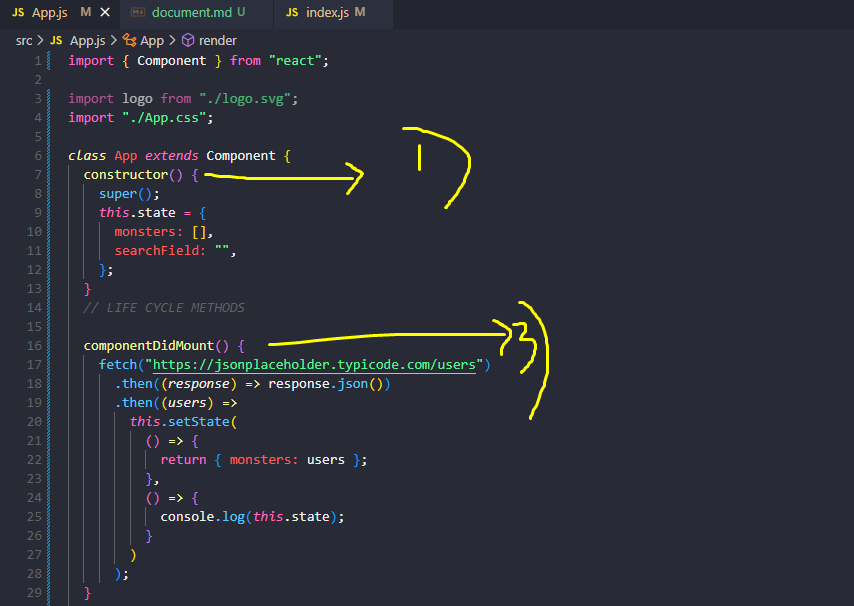 JS App.js M ×
document.md U
JS index.js M
src > JS App.js > App > render
1 import { Component } from "react";
2
3 import logo from "./logo.svg";
4 import "./App.css";
5
6 class App extends Component {
7 constructor() { 1)
8 super();
9 this.state = {
10 monsters: [],
11 searchField: "",
12 };
13 }
14 // LIFE CYCLE METHODS
15
16 componentDidMount() { 3)
17 fetch("https://jsonplaceholder.typicode.com/users")
18 .then((response) => response.json())
19 .then((users) =>
20 this.setState(
21 () => {
22 return { monsters: users };
23 },
24 () => {
25 console.log(this.state);
26 }
27 )
28 );
29 }